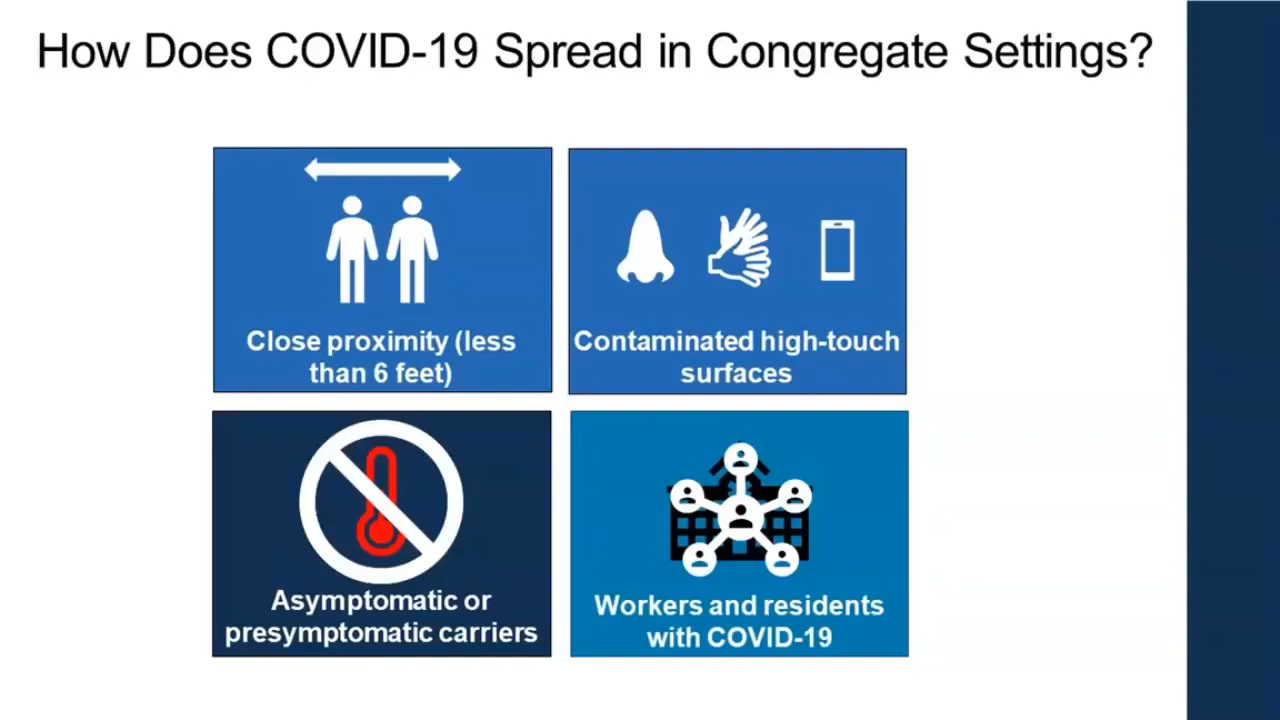 How Does COVID-19 Spread in Congregate Settings?
Close proximity (less
than 6 feet)
Contaminated high-touch
surfaces
Asymptomatic or
presymptomatic carriers
Workers and residents
with COVID-19